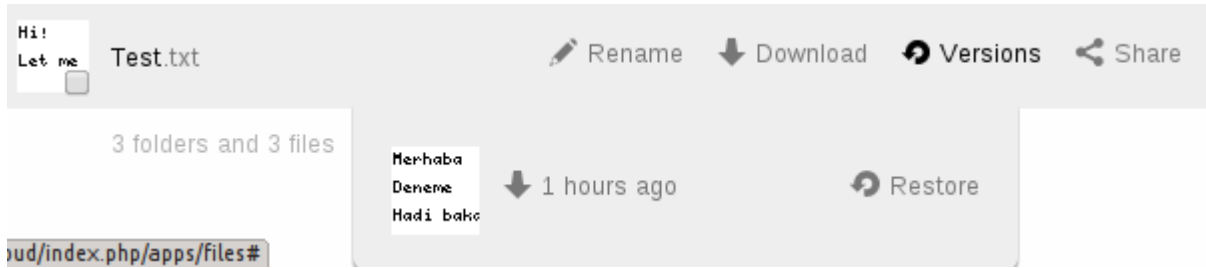 Hi!
Let me
Test.txt
Rename
Download
Versions
Share
3 folders and 3 files
Merhaba
Deneme
Hadi baka
1 hours ago
Restore
oud/index.php/apps/files#